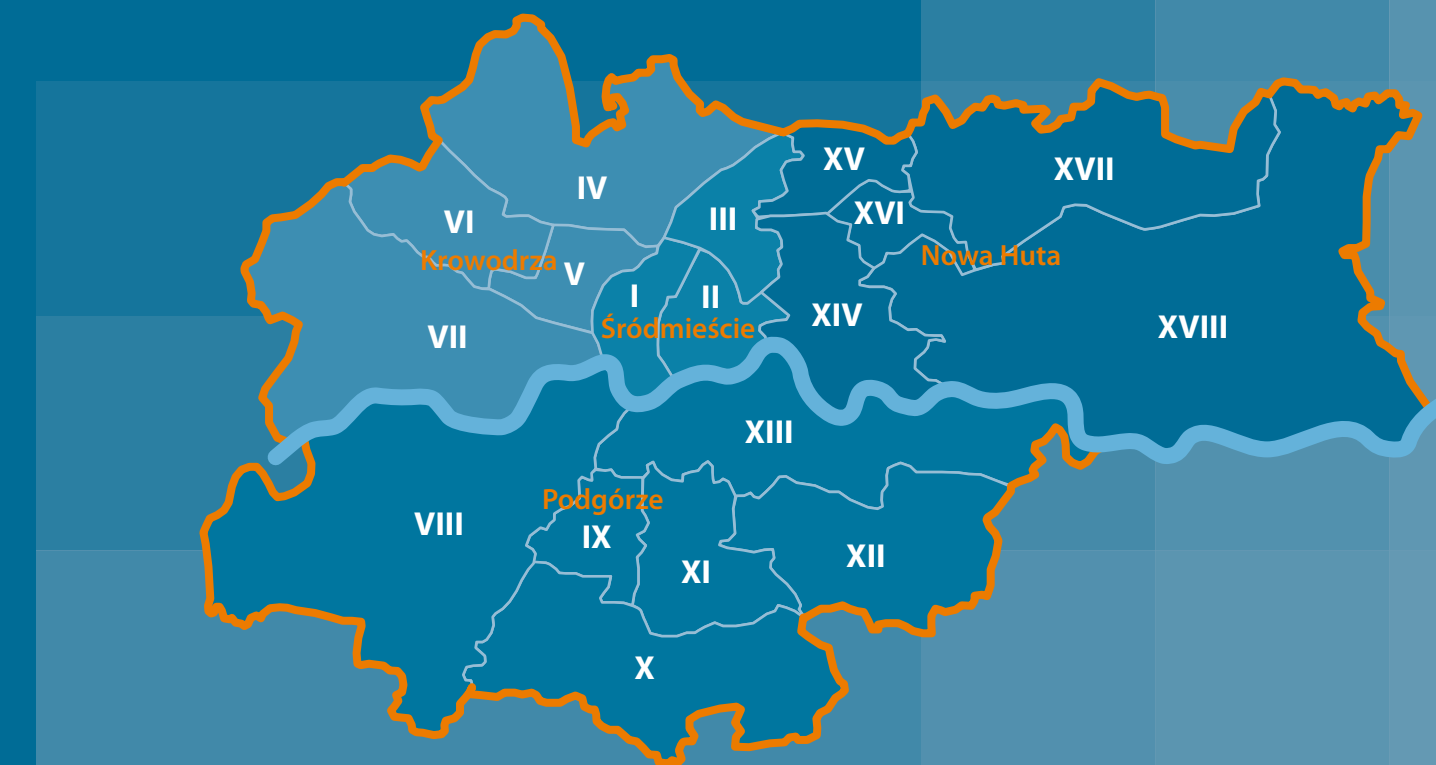 XV
XVII
IV
XVI
III
VI
Nowa Huta
Krowodrza
V
I
II
XIV
Śródmieście
XVIII
VII
XIII
Podgórze
VIII
IX
XII
XI
X